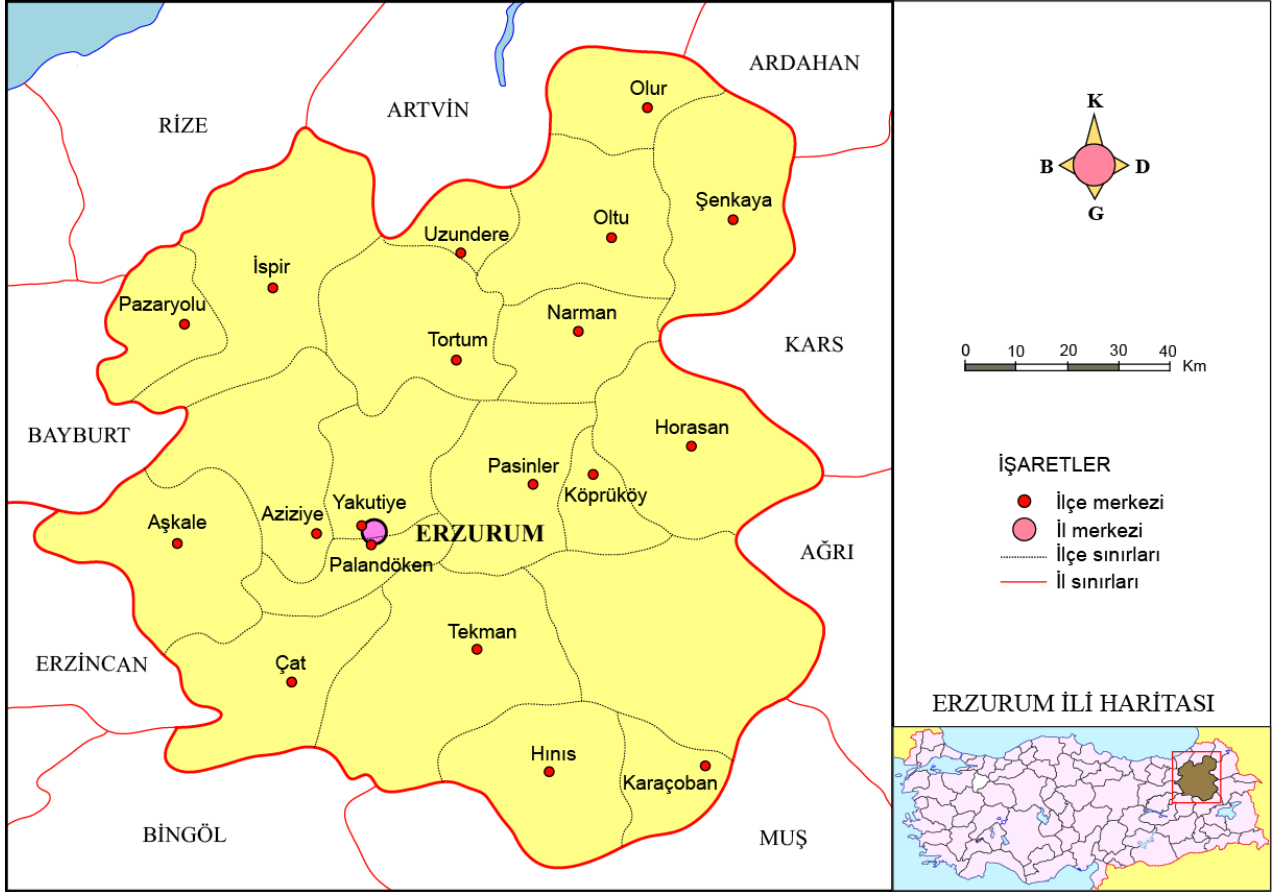 ARDAHAN
Olur
ARTVİN
RİZE
Şenkaya
Oltu
Uzundere
İspir
Pazaryolu
Narman
Tortum
KARS
BAYBURT
Horasan
Pasinler
Köprüköy
Yakutiye
Aziziye
Aşkale
ERZURUM
Palandöken
AĞRI
Tekman
ERZİNCAN
Çat
Hınıs
Karaçoban
BİNGÖL
MUŞ
K
B D
G
0 10 20 30 40 Km
İŞARETLER
İlçe merkezi
İl merkezi
İlçe sınırları
İl sınırları
ERZURUM İLİ HARİTASI